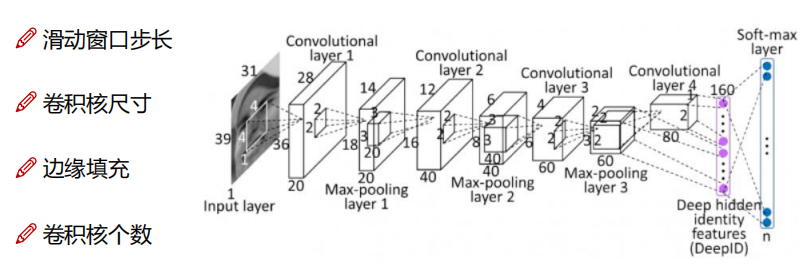 滑动窗口步长
卷积核尺寸
边缘填充
卷积核个数
Convolutional
layer 1
Convolutional
layer 2
Convolutional
layer 3
Convolutional
layer 4
Soft-max
layer
31
39
4
4
1
1
Input layer
28
36
2
2
20
14
18
3
3
20
20
Max-pooling
layer 1
12
16
2
2
40
6
8
3
3
40
40
Max-pooling
layer 2
4
6
2
2
60
2
3
2
2
60
Max-pooling
layer 3
1
2
80
160
Deep hidden
identity
features
(DeepID)
n